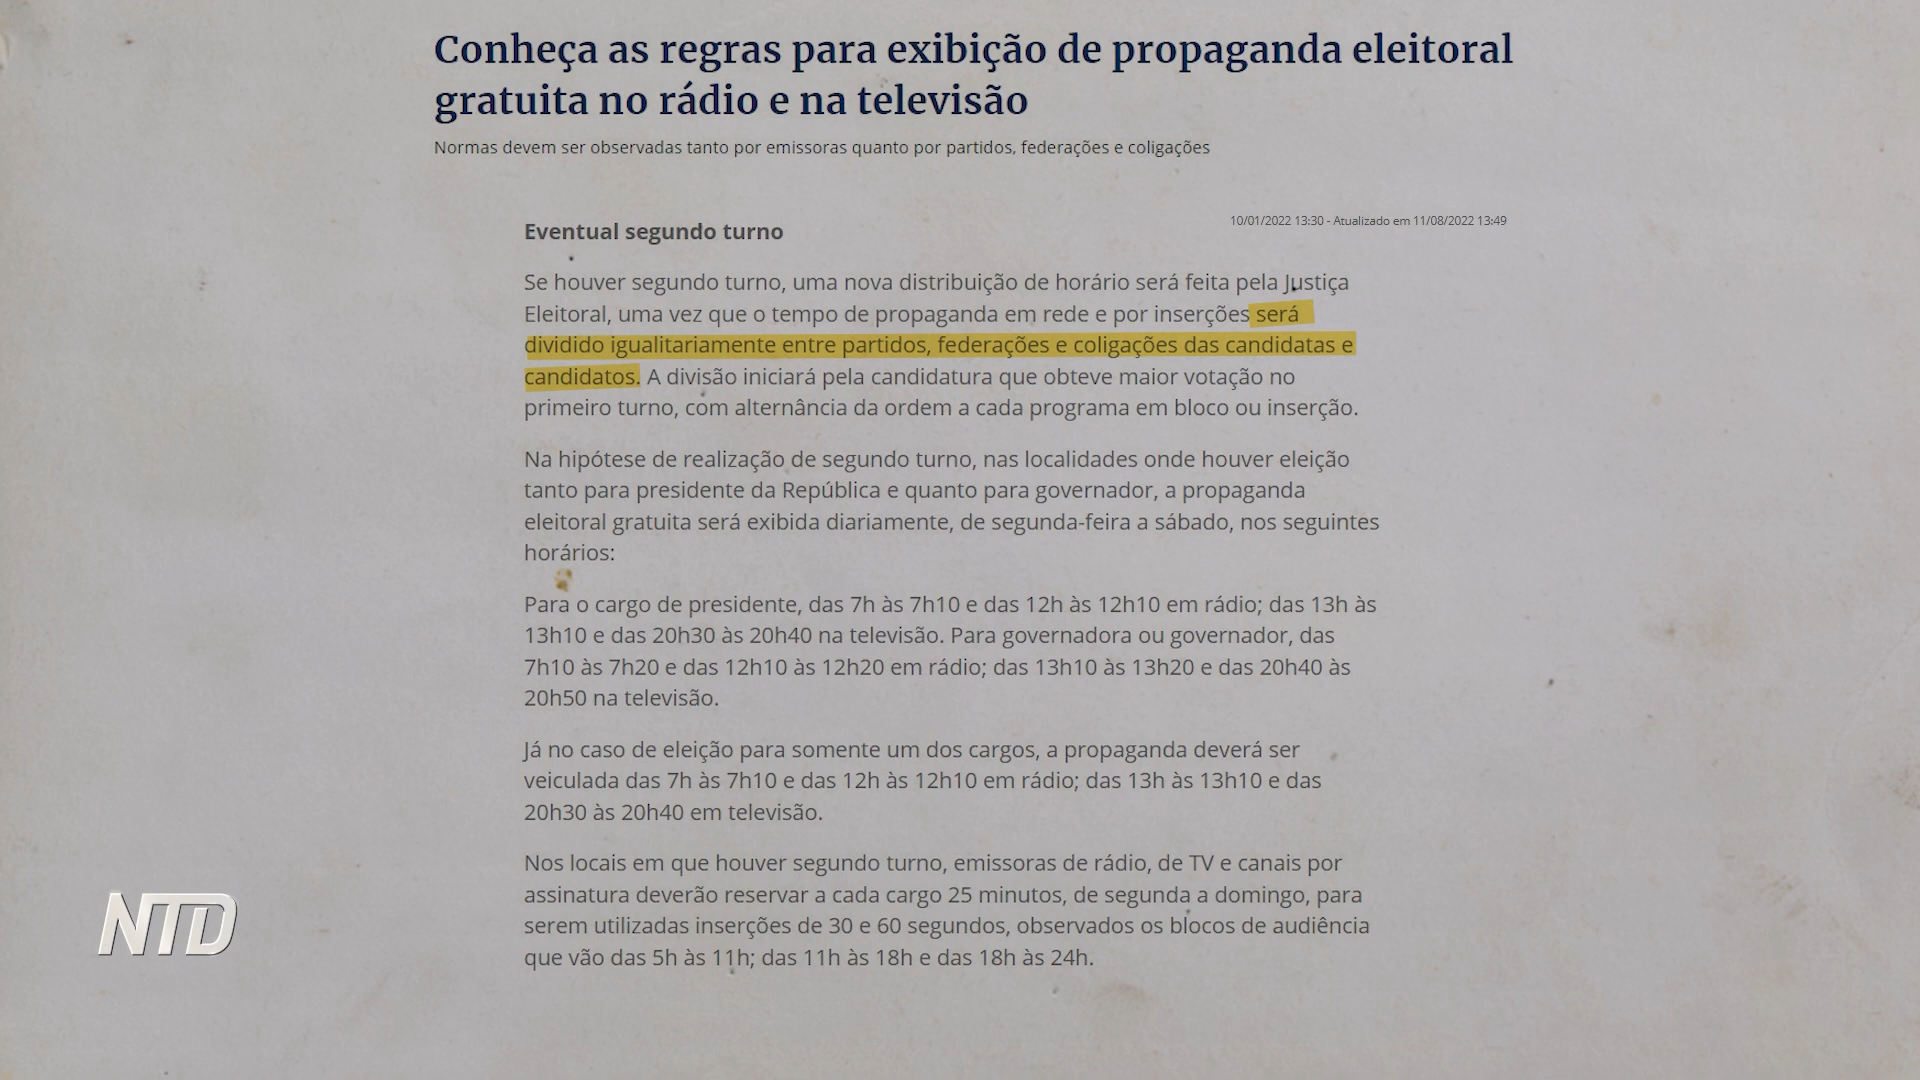 Conheça as regras para exibição de propaganda eleitoral
gratuita no rádio e na televisão
Normas devem ser observadas tanto por emissoras quanto por partidos, federações e coligações
10/01/2022 13:30 - Atualizado em 11/08/2022 13:49
Eventual segundo turno
Se houver segundo turno, uma nova distribuição de horário será feita pela Justiça
Eleitoral, uma vez que o tempo de propaganda em rede e por inserções será
dividido igualitariamente entre partidos, federações e coligações das candidatas e
candidatos. A divisão iniciará pela candidatura que obteve maior votação no
primeiro turno, com alternância da ordem a cada programa em bloco ou inserção.
Na hipótese de realização de segundo turno, nas localidades onde houver eleição
tanto para presidente da República e quanto para governador, a propaganda
eleitoral gratuita será exibida diariamente, de segunda-feira a sábado, nos seguintes
horários:
Para o cargo de presidente, das 7h às 7h10 e das 12h às 12h10 em rádio; das 13h às
13h10 e das 20h30 às 20h40 na televisão. Para governadora ou governador, das
7h10 às 7h20 e das 12h10 às 12h20 em rádio; das 13h10 às 13h20 e das 20h40 às
20h50 na televisão.
Já no caso de eleição para somente um dos cargos, a propaganda deverá ser
veiculada das 7h às 7h10 e das 12h às 12h10 em rádio; das 13h às 13h10 e das
20h30 às 20h40 em televisão.
Nos locais em que houver segundo turno, emissoras de rádio, de TV e canais por
assinatura deverão reservar a cada cargo 25 minutos, de segunda a domingo, para
serem utilizadas inserções de 30 e 60 segundos, observados os blocos de audiência
que vão das 5h às 11h; das 11h às 18h e das 18h às 24h.
NTD